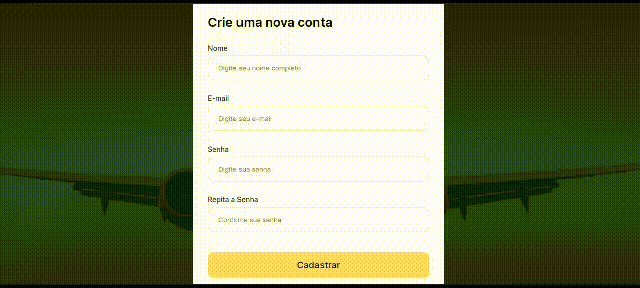 Crie uma nova conta
Nome
Digite seu nome completo
E-mail
Digite seu e-mail
Senha
Digite sua senha
Repita a Senha
Confirme sua senha
Cadastrar